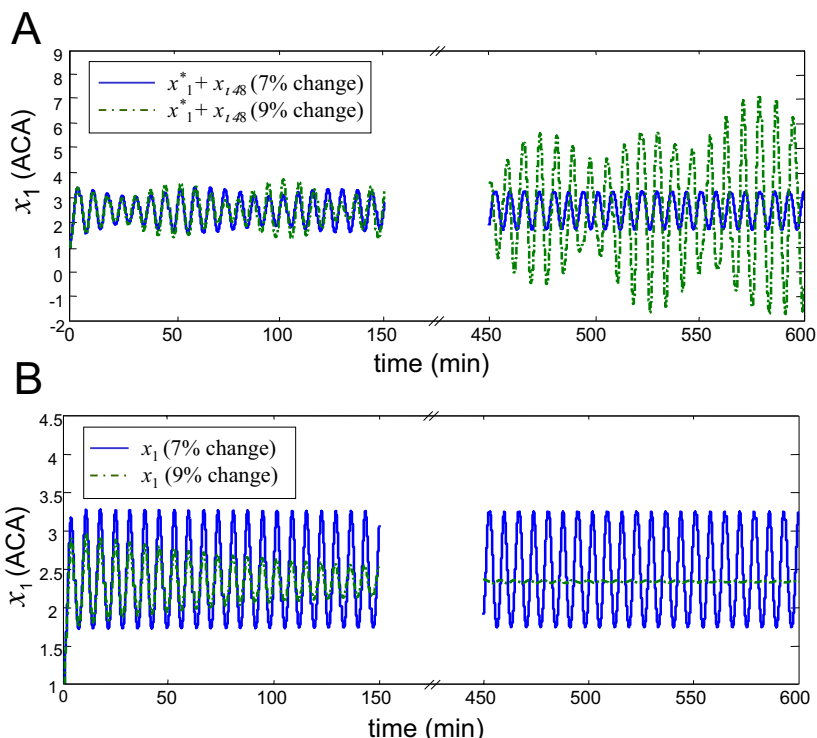 A
x₁ (ACA)
9
8
7
6
5
4
3
2
1
0
-1
-2
x*₁ + x₁₄₈ (7% change)
x*₁ + x₁₄₈ (9% change)
0 50 100 150 450 500 550 600
time (min)
B
x₁ (ACA)
4.5
4
3.5
3
2.5
2
1.5
1
x₁ (7% change)
x₁ (9% change)
0 50 100 150 450 500 550 600
time (min)